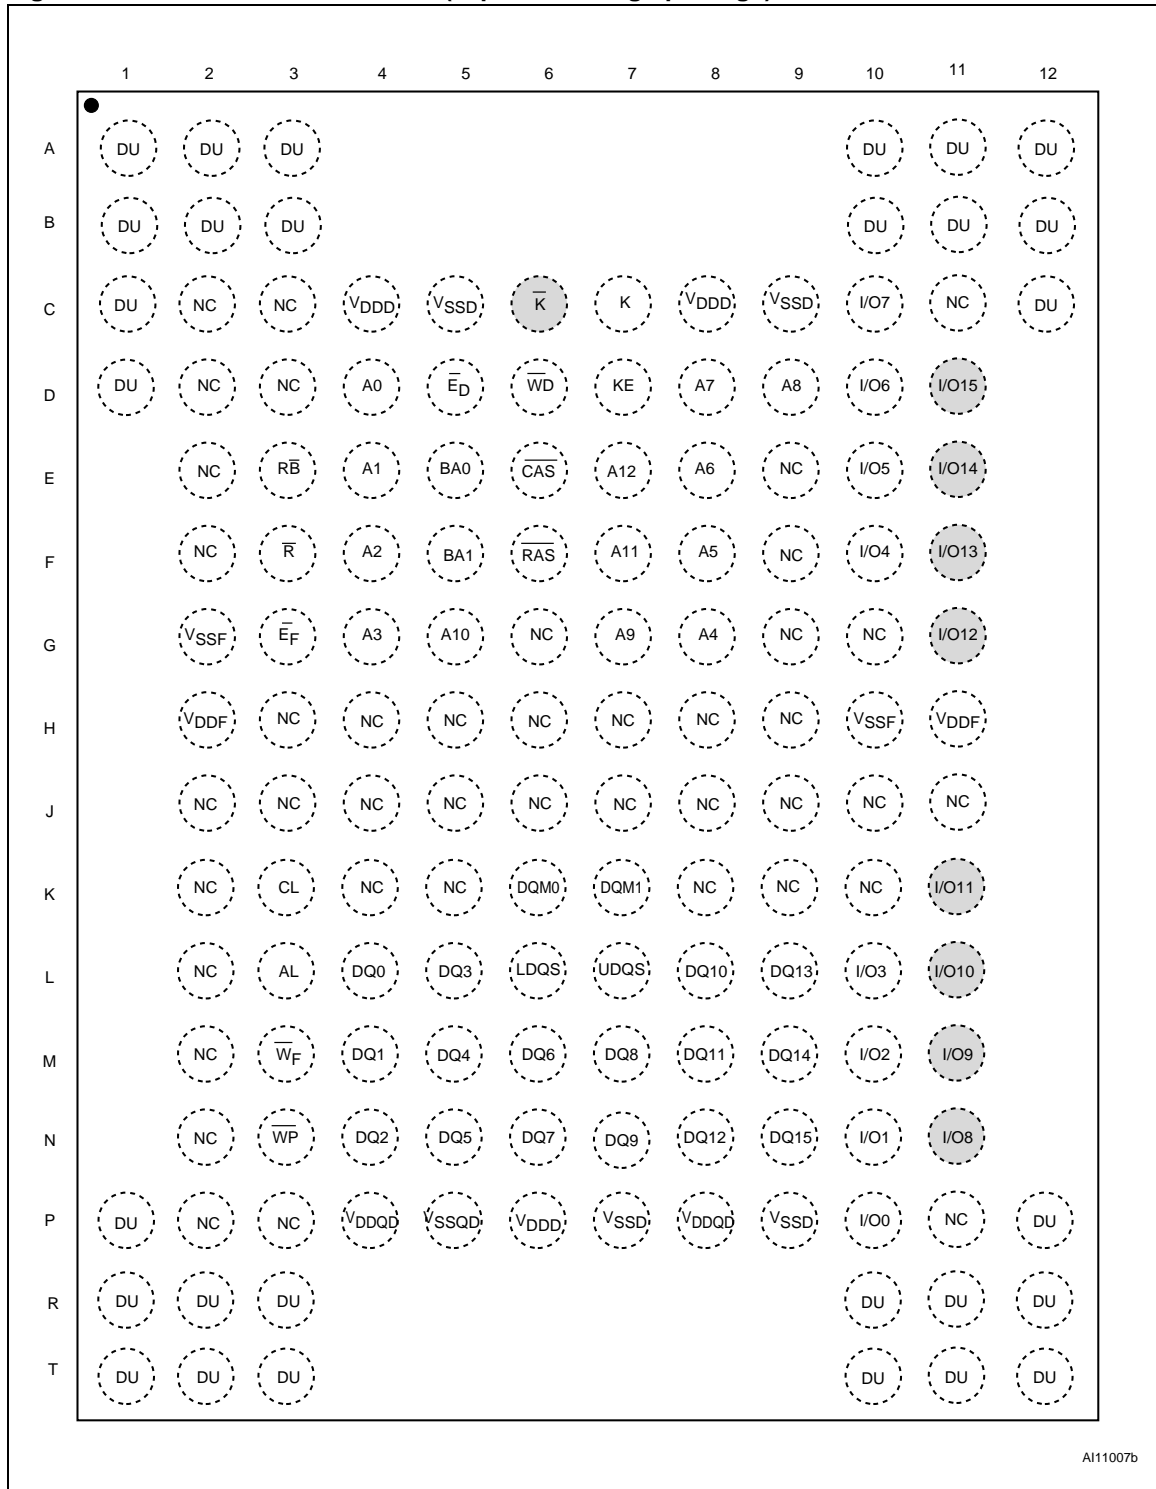 1 2 3 4 5 6 7 8 9 10 11 12
A DU DU DU DU DU DU
B DU DU DU DU DU DU
C DU NC NC VDDD VSSD K̅ K VDDD VSSD I/O7 NC DU
D DU NC NC A0 E̅D W̅D̅ KE A7 A8 I/O6 I/O15
E NC RB̅ A1 BA0 C̅A̅S̅ A12 A6 NC I/O5 I/O14
F NC R̅ A2 BA1 R̅A̅S̅ A11 A5 NC I/O4 I/O13
G VSSF E̅F A3 A10 NC A9 A4 NC NC I/O12
H VDDF NC NC NC NC NC NC NC VSSF VDDF
J NC NC NC NC NC NC NC NC NC NC
K NC CL NC NC DQM0 DQM1 NC NC NC I/O11
L NC AL DQ0 DQ3 LDQS UDQS DQ10 DQ13 I/O3 I/O10
M NC W̅F DQ1 DQ4 DQ6 DQ8 DQ11 DQ14 I/O2 I/O9
N NC W̅P̅ DQ2 DQ5 DQ7 DQ9 DQ12 DQ15 I/O1 I/O8
P DU NC NC VDDQD VSSQD VDDD VSSD VDDQD VSSD I/O0 NC DU
R DU DU DU DU DU DU
T DU DU DU DU DU DU
AI11007b